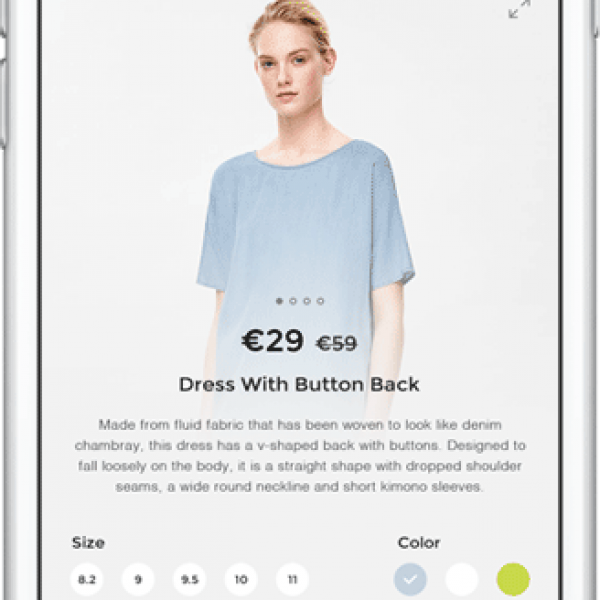 €29 €59
Dress With Button Back
Made from fluid fabric that has been woven to look like denim
chambray, this dress has a v-shaped back with buttons. Designed to
fall loosely on the body, it is a straight shape with dropped shoulder
seams, a wide round neckline and short kimono sleeves.
Size Color
8.2 9 9.5 10 11